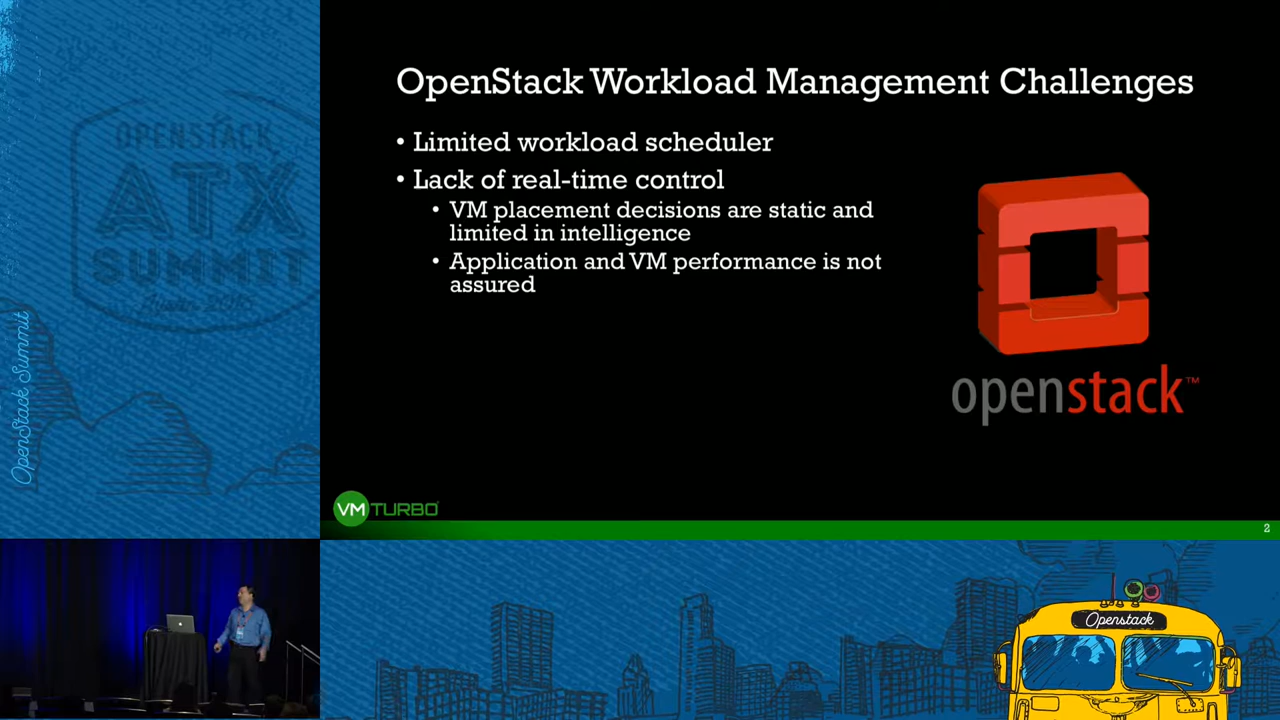 OPENSTACK
ATX
SUMMIT
OpenStack Summit
OpenStack Workload Management Challenges
• Limited workload scheduler
• Lack of real-time control
• VM placement decisions are static and
limited in intelligence
• Application and VM performance is not
assured
openstack™
VMTURBO
2
Openstack